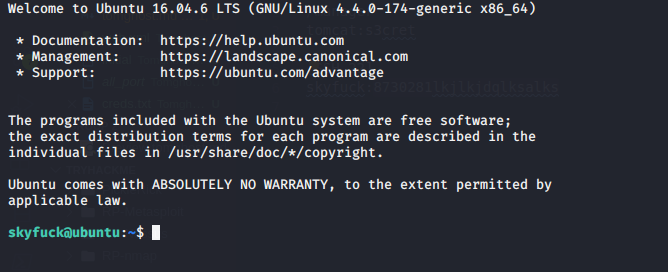 Welcome to Ubuntu 16.04.6 LTS (GNU/Linux 4.4.0-174-generic x86_64)
* Documentation:  https://help.ubuntu.com
* Management:     https://landscape.canonical.com
* Support:        https://ubuntu.com/advantage
The programs included with the Ubuntu system are free software;
the exact distribution terms for each program are described in the
individual files in /usr/share/doc/*/copyright.
Ubuntu comes with ABSOLUTELY NO WARRANTY, to the extent permitted by
applicable law.
skyfuck@ubuntu:~$